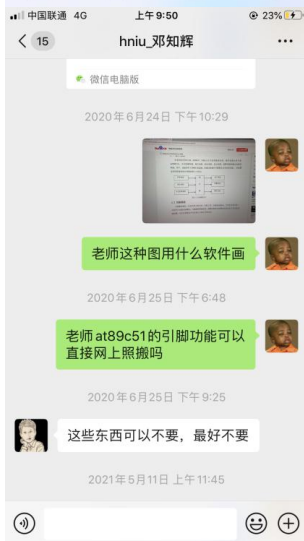 中国联通 4G 上午 9:50 23%
15 hniu_邓知辉
微信电脑版
2020年6月24日 下午10:29
老师这种图用什么软件画
2020年6月25日 下午6:48
老师at89c51的引脚功能可以
直接网上照搬吗
2020年6月25日 下午9:25
这些东西可以不要，最好不要
2021年5月11日 上午11:45